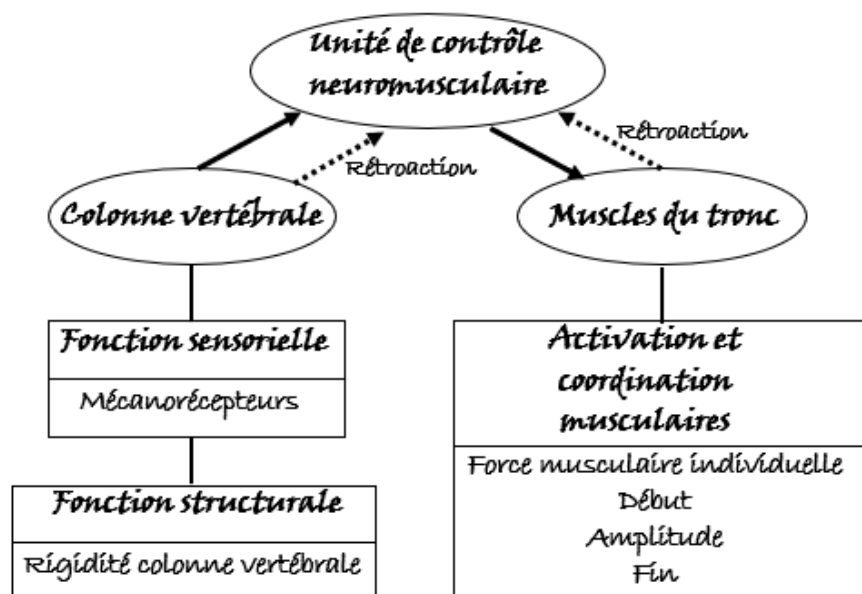 Unité de contrôle
neuromusculaire
Rétroaction
Rétroaction
Colonne vertébrale
Muscles du tronc
Fonction sensorielle
Mécanorécepteurs
Fonction structurale
Rigidité colonne vertébrale
Activation et
coordination
musculaires
Force musculaire individuelle
Début
Amplitude
Fin